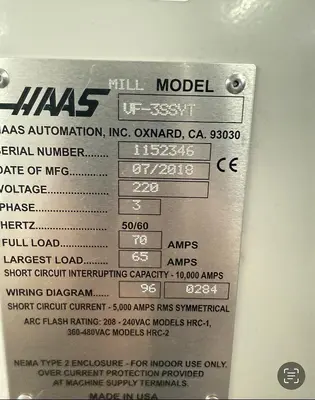 MILL MODEL
HAAS
VF-3SSYT
HAAS AUTOMATION, INC. OXNARD, CA. 93030
SERIAL NUMBER........ 1152346
DATE OF MFG........... 07/2018 CE
VOLTAGE................. 220
PHASE..................... 3
HERTZ 50/60
FULL LOAD............. 70 AMPS
LARGEST LOAD...... 65 AMPS
SHORT CIRCUIT INTERRUPTING CAPACITY - 10,000 AMPS
WIRING DIAGRAM......... 96 0284
SHORT CIRCUIT CURRENT - 5,000 AMPS RMS SYMMETRICAL
ARC FLASH RATING: 208 - 240VAC MODELS HRC-1,
380-480VAC MODELS HRC-2
NEMA TYPE 2 ENCLOSURE - FOR INDOOR USE ONLY.
OVER CURRENT PROTECTION PROVIDED
AT MACHINE SUPPLY TERMINALS.
MADE IN USA